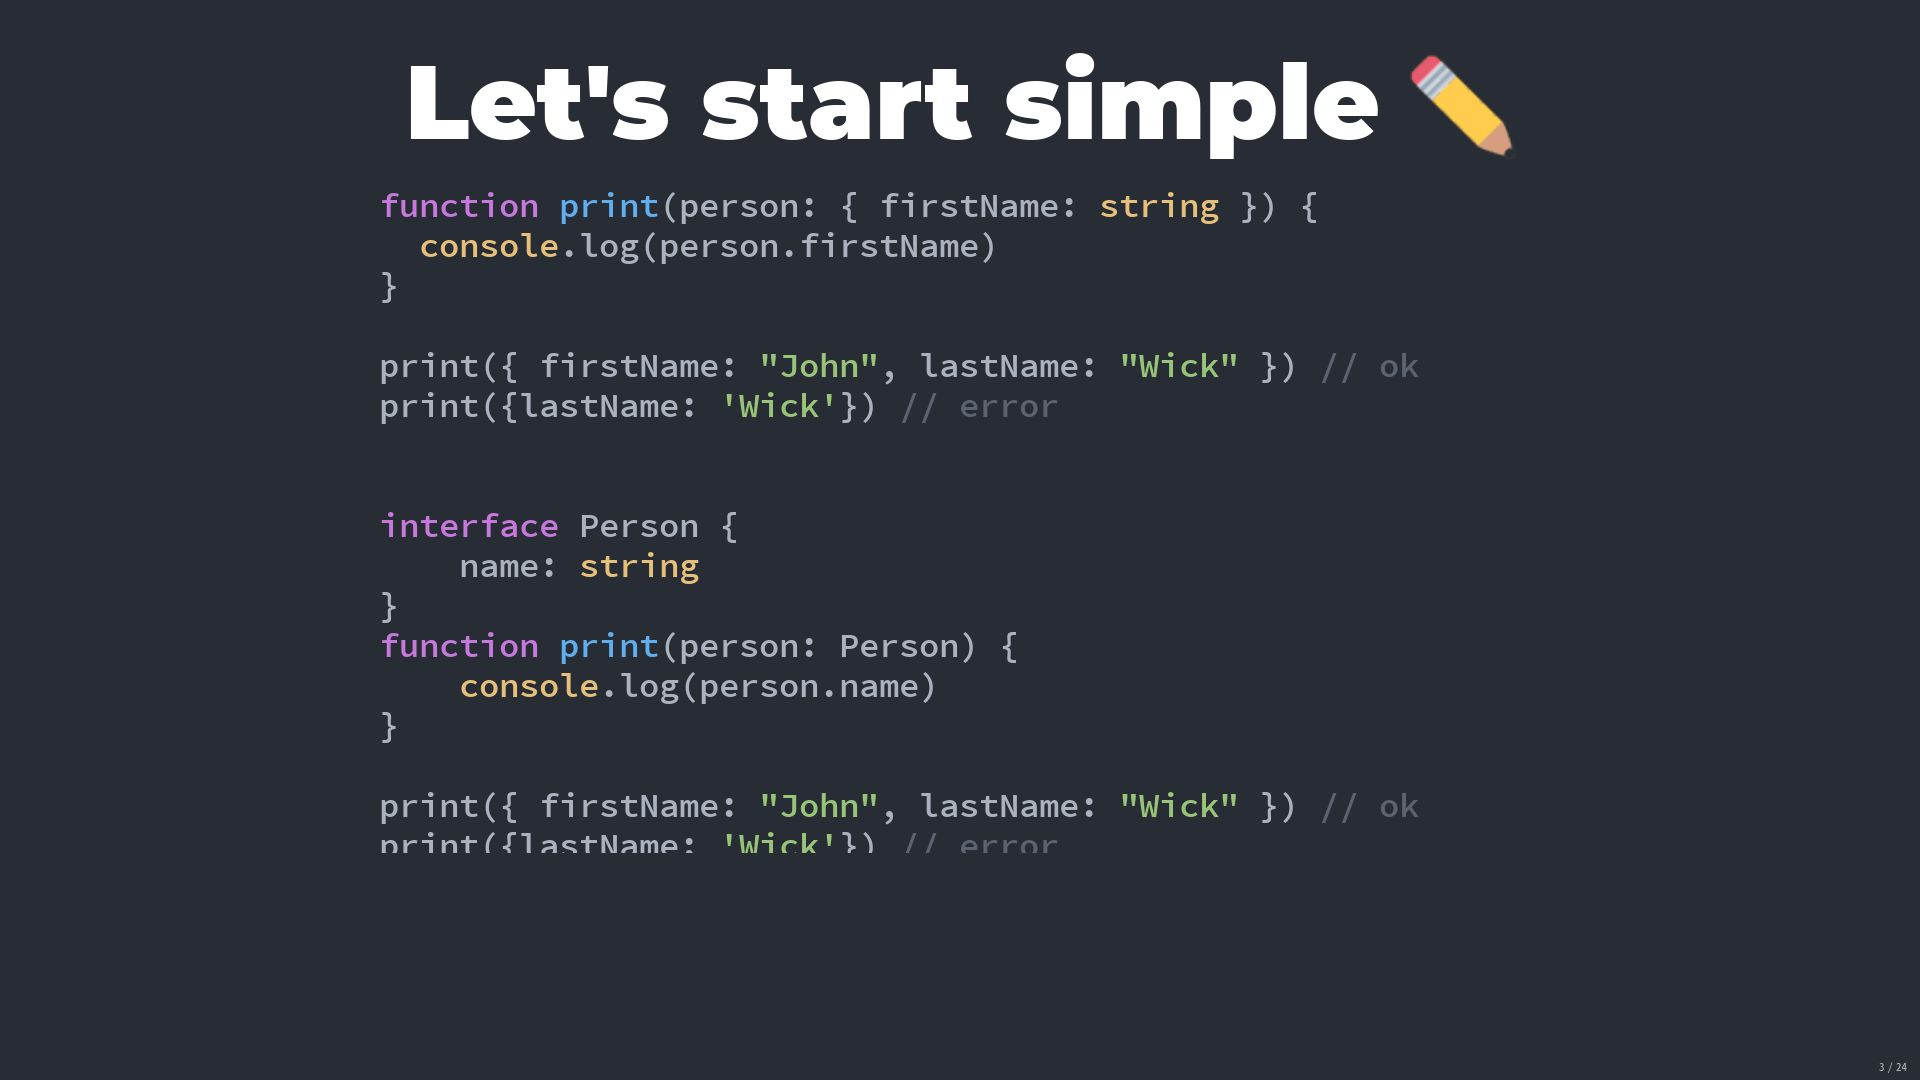 Let's start simple ✏️
function print(person: { firstName: string }) {
  console.log(person.firstName)
}
print({ firstName: "John", lastName: "Wick" }) // ok
print({lastName: 'Wick'}) // error
interface Person {
    name: string
}
function print(person: Person) {
    console.log(person.name)
}
print({ firstName: "John", lastName: "Wick" }) // ok
print({lastName: 'Wick'}) // error
3 / 24